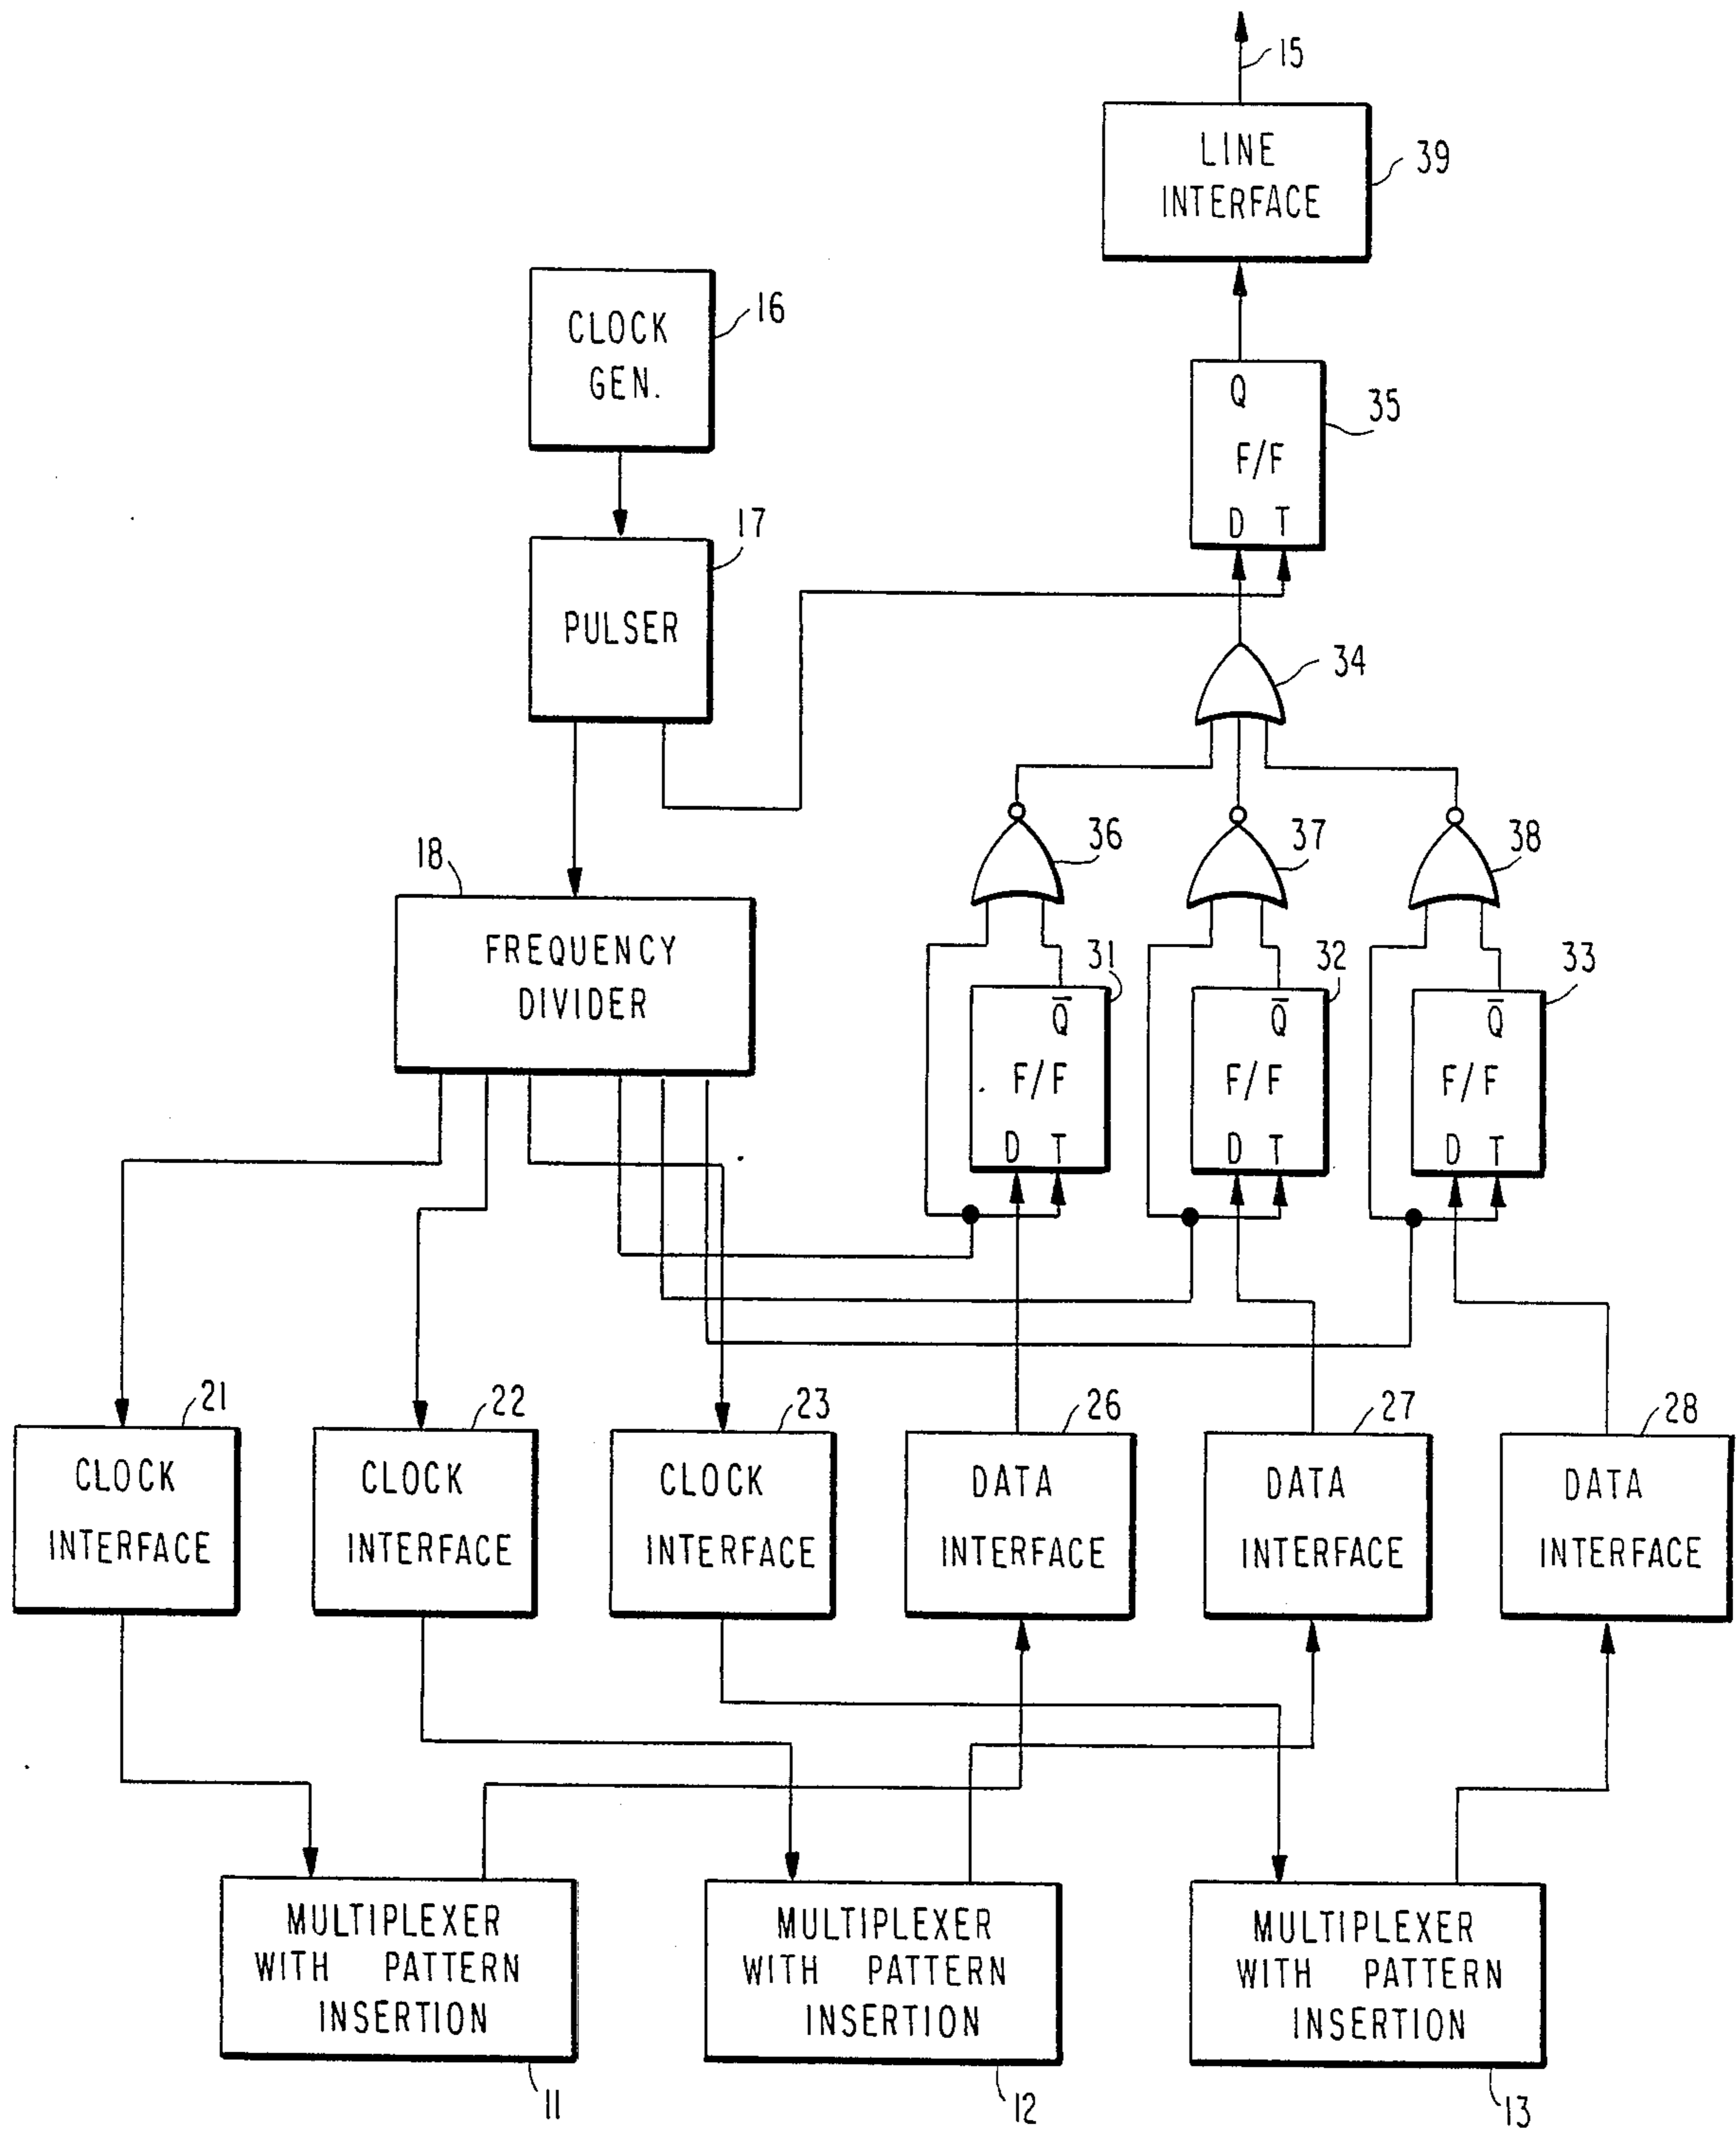 15
LINE
INTERFACE
39
CLOCK
GEN.
16
Q
F/F
D T
35
PULSER
17
34
18
FREQUENCY
DIVIDER
36
37
38
31
Q̅
F/F
D T
32
Q̅
F/F
D T
33
Q̅
F/F
D T
21
CLOCK
INTERFACE
22
CLOCK
INTERFACE
23
CLOCK
INTERFACE
26
DATA
INTERFACE
27
DATA
INTERFACE
28
DATA
INTERFACE
MULTIPLEXER
WITH PATTERN
INSERTION
11
MULTIPLEXER
WITH PATTERN
INSERTION
12
MULTIPLEXER
WITH PATTERN
INSERTION
13